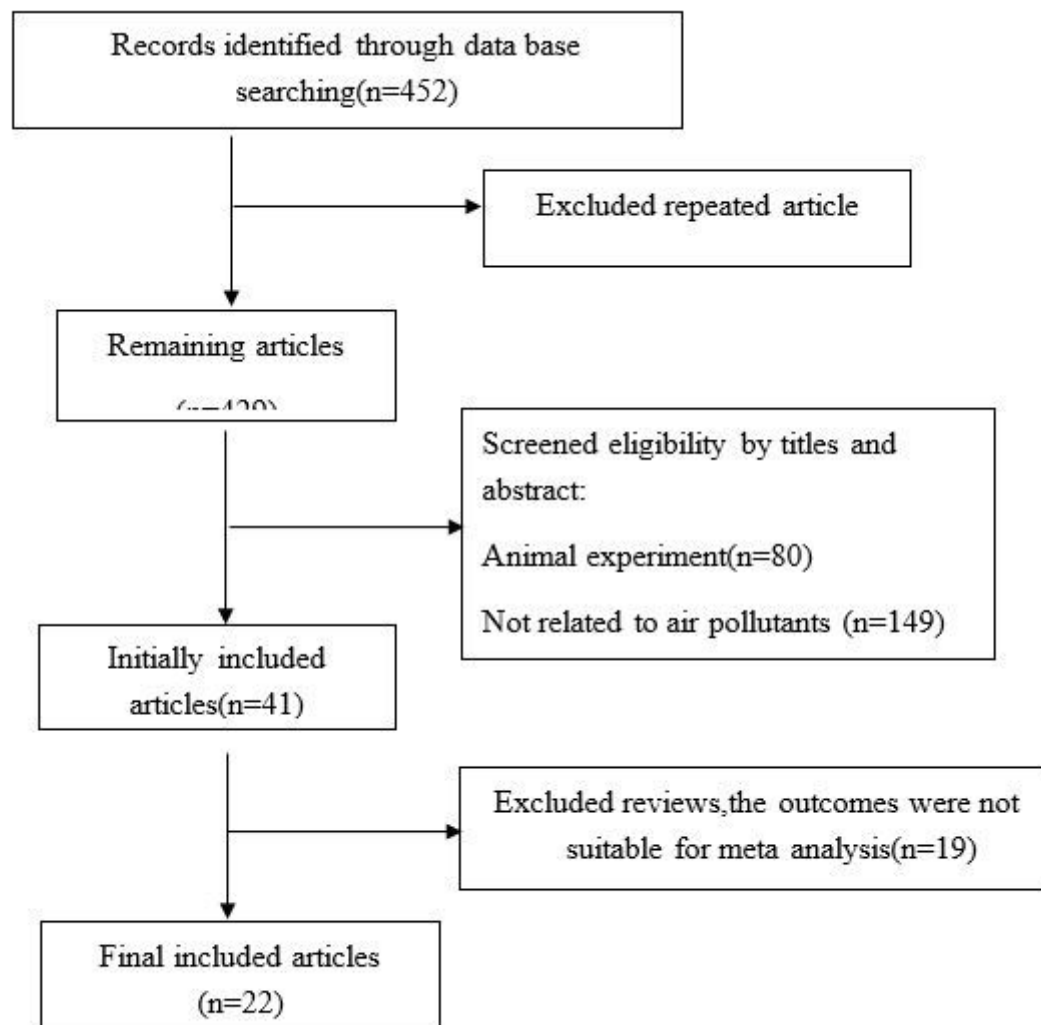 Records identified through data base
searching(n=452)
Excluded repeated article
Remaining articles
Screened eligibility by titles and
abstract:
Animal experiment(n=80)
Not related to air pollutants (n=149)
Initially included
articles(n=41)
Excluded reviews,the outcomes were not
suitable for meta analysis(n=19)
Final included articles
(n=22)